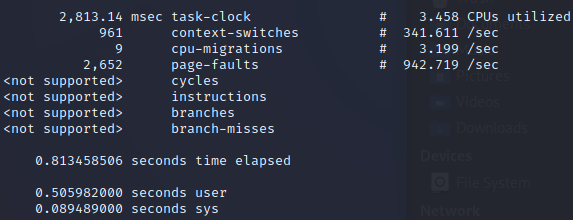 2,813.14 msec task-clock # 3.458 CPUs utilized
961 context-switches # 341.611 /sec
9 cpu-migrations # 3.199 /sec
2,652 page-faults # 942.719 /sec
<not supported> cycles
<not supported> instructions
<not supported> branches
<not supported> branch-misses
0.813458506 seconds time elapsed
0.505982000 seconds user
0.089489000 seconds sys
Pictures
Videos
Downloads
Devices
File System
Network